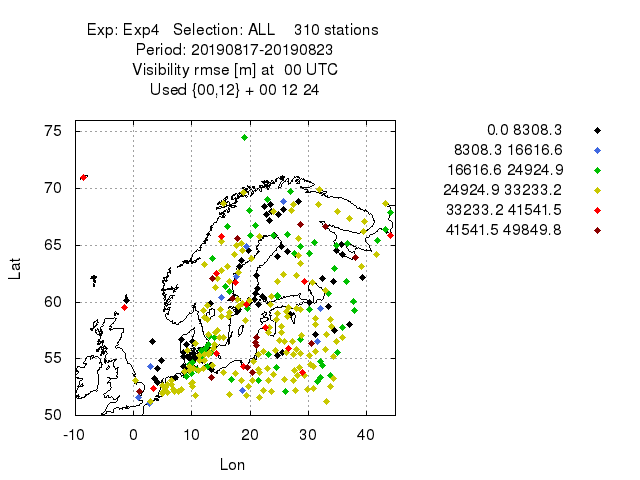 Exp: Exp4   Selection: ALL    310 stations
Period: 20190817-20190823
Visibility rmse [m] at  00 UTC
Used {00,12} + 00 12 24
0.0 8308.3
8308.3 16616.6
16616.6 24924.9
24924.9 33233.2
33233.2 41541.5
41541.5 49849.8
75
70
65
60
55
50
Lat
-10 0 10 20 30 40
Lon